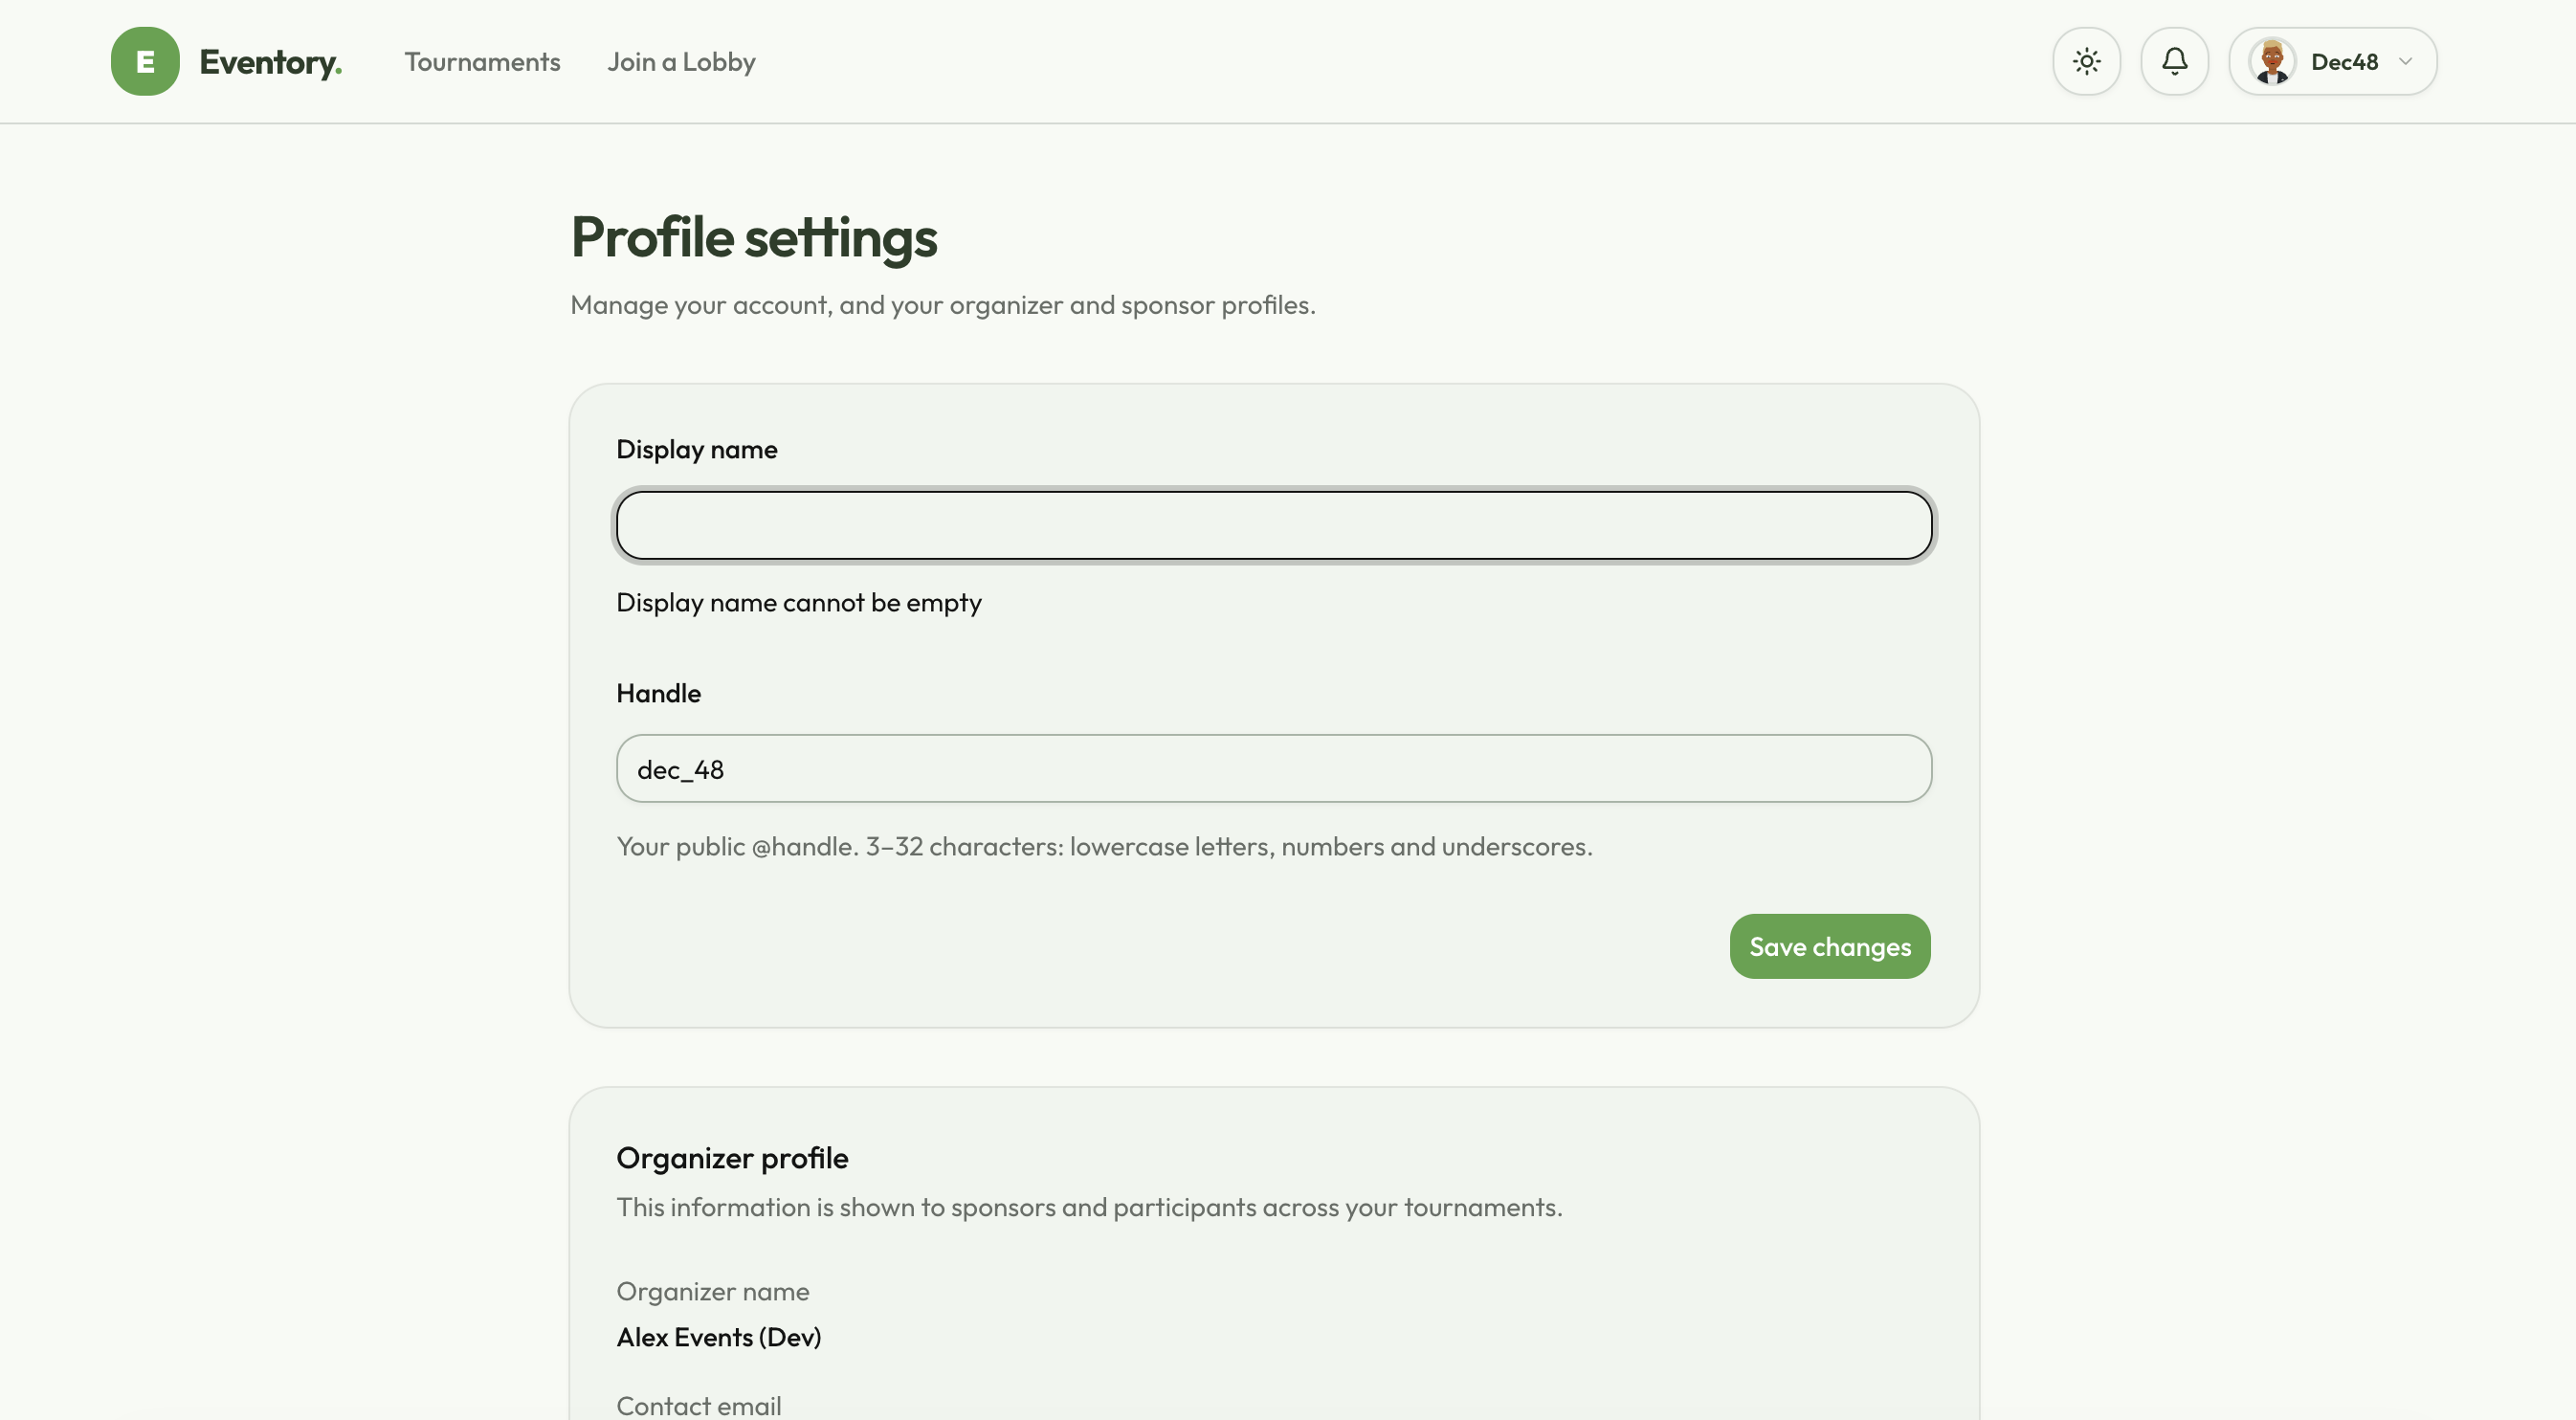 E
Eventory.
Tournaments
Join a Lobby
Dec48
Profile settings
Manage your account, and your organizer and sponsor profiles.
Display name
Display name cannot be empty
Handle
dec_48
Your public @handle. 3–32 characters: lowercase letters, numbers and underscores.
Save changes
Organizer profile
This information is shown to sponsors and participants across your tournaments.
Organizer name
Alex Events (Dev)
Contact email